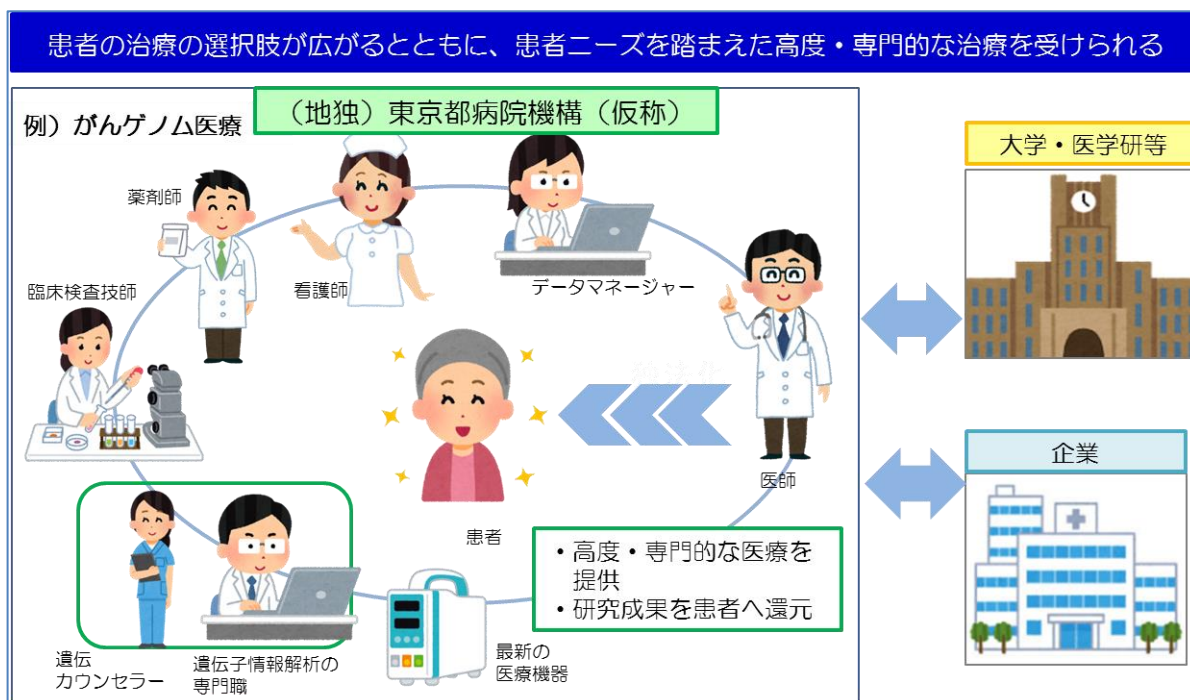 患者の治療の選択肢が広がるとともに、患者ニーズを踏まえた高度・専門的な治療を受けられる
（地独）東京都病院機構（仮称）
例）がんゲノム医療
大学・医学研等
薬剤師
臨床検査技師
看護師
データマネージャー
独法化
医師
企業
患者
・高度・専門的な医療を
提供
・研究成果を患者へ還元
遺伝
カウンセラー
遺伝子情報解析の
専門職
最新の
医療機器